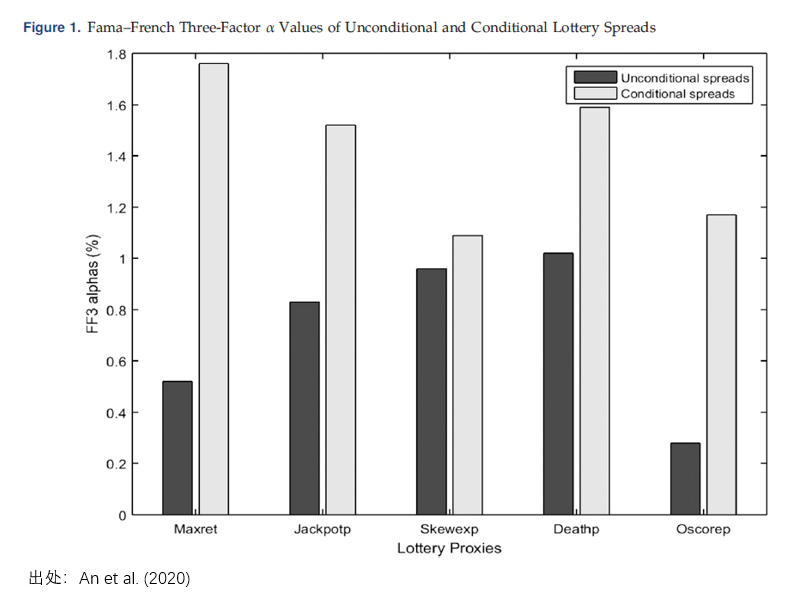 Figure 1. Fama–French Three-Factor α Values of Unconditional and Conditional Lottery Spreads
1.8
1.6
1.4
1.2
1
0.8
0.6
0.4
0.2
0
FF3 alphas (%)
Unconditional spreads
Conditional spreads
Maxret Jackpotp Skewexp Deathp Oscorep
Lottery Proxies
出处：An et al. (2020)